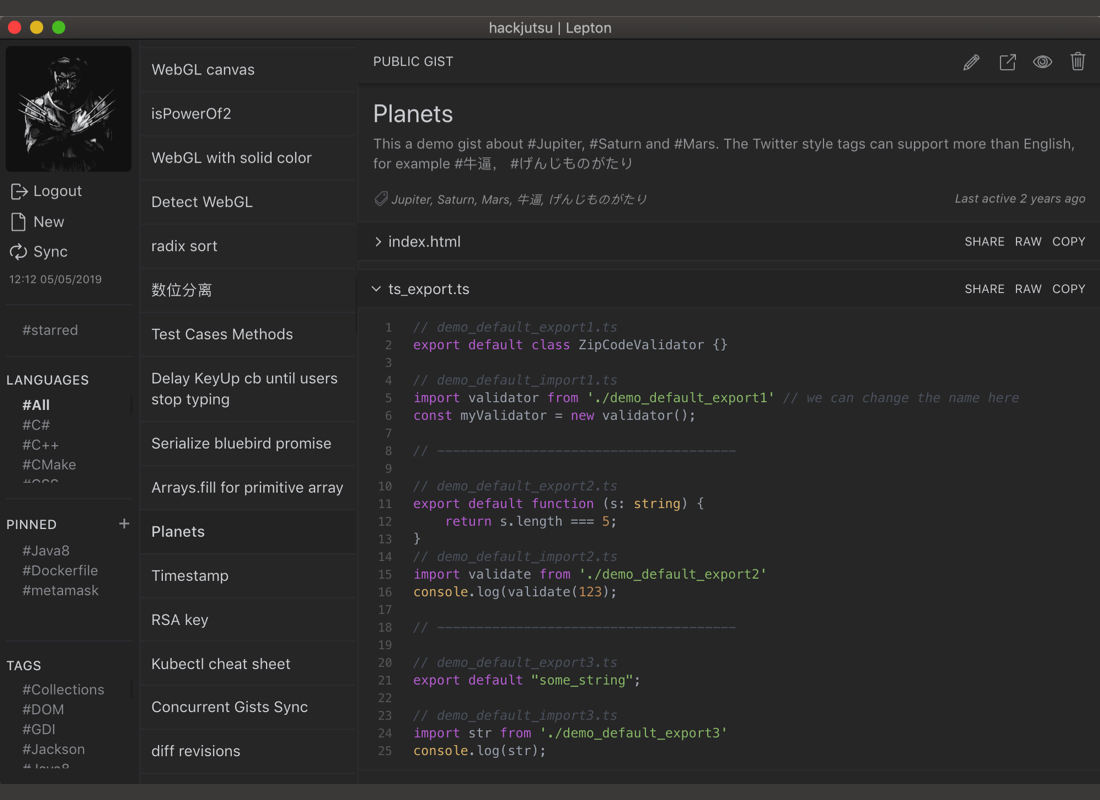 hackjutsu | Lepton
Logout
New
Sync
12:12 05/05/2019
#starred
LANGUAGES
#All
#C#
#C++
#CMake
#CSS
PINNED +
#Java8
#Dockerfile
#metamask
TAGS
#Collections
#DOM
#GDI
#Jackson
#Java8
WebGL canvas
isPowerOf2
WebGL with solid color
Detect WebGL
radix sort
数位分离
Test Cases Methods
Delay KeyUp cb until users
stop typing
Serialize bluebird promise
Arrays.fill for primitive array
Planets
Timestamp
RSA key
Kubectl cheat sheet
Concurrent Gists Sync
diff revisions
PUBLIC GIST
Planets
This a demo gist about #Jupiter, #Saturn and #Mars. The Twitter style tags can support more than English,
for example #牛逼， #げんじものがたり
Jupiter, Saturn, Mars, 牛逼, げんじものがたり Last active 2 years ago
index.html SHARE RAW COPY
ts_export.ts SHARE RAW COPY
1 // demo_default_export1.ts
2 export default class ZipCodeValidator {}
3
4 // demo_default_import1.ts
5 import validator from './demo_default_export1' // we can change the name here
6 const myValidator = new validator();
7
8 // --------------------------------------
9
10 // demo_default_export2.ts
11 export default function (s: string) {
12     return s.length === 5;
13 }
14 // demo_default_import2.ts
15 import validate from './demo_default_export2'
16 console.log(validate(123);
17
18 // --------------------------------------
19
20 // demo_default_export3.ts
21 export default "some_string";
22
23 // demo_default_import3.ts
24 import str from './demo_default_export3'
25 console.log(str);